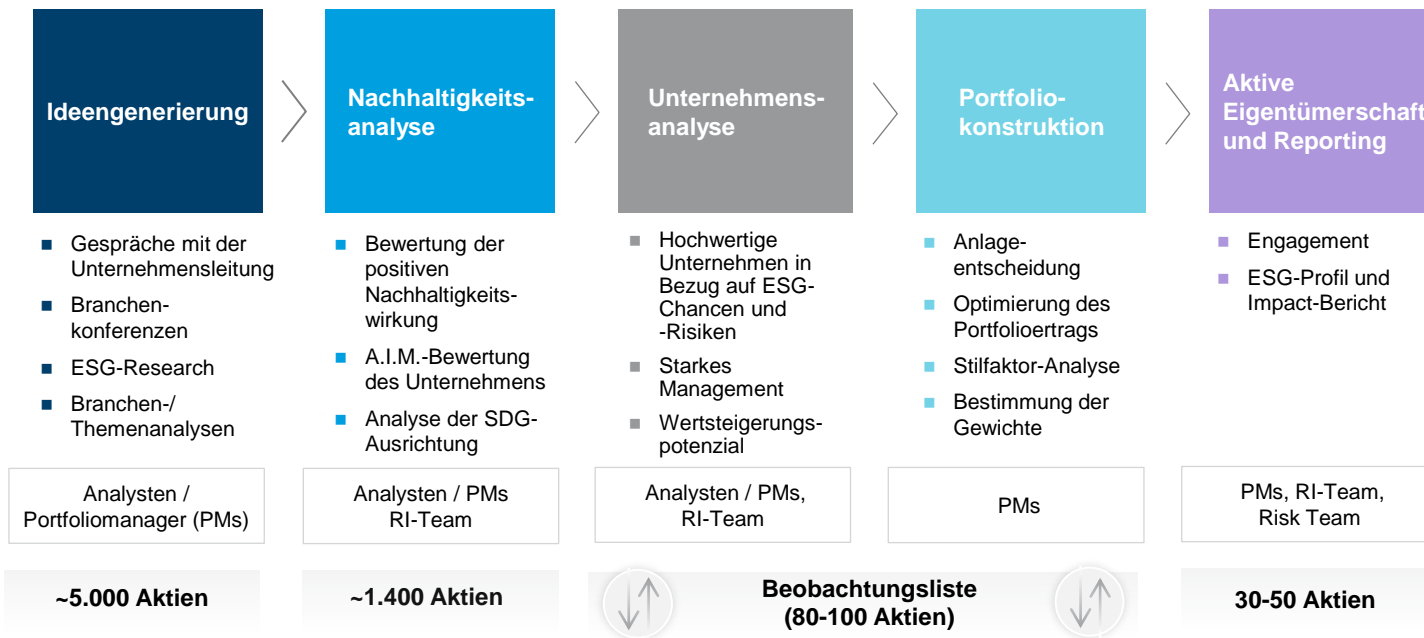 Ideengenerierung
Nachhaltigkeits-
analyse
Unternehmens-
analyse
Portfolio-
konstruktion
Aktive
Eigentümerschaft
und Reporting
Gespräche mit der
Unternehmensleitung
Branchen-
konferenzen
ESG-Research
Branchen-/
Themenanalysen
Bewertung der
positiven
Nachhaltigkeits-
wirkung
A.I.M.-Bewertung
des Unternehmens
Analyse der SDG-
Ausrichtung
Hochwertige
Unternehmen in
Bezug auf ESG-
Chancen und
-Risiken
Starkes
Management
Wertsteigerungs-
potenzial
Anlage-
entscheidung
Optimierung des
Portfolioertrags
Stilfaktor-Analyse
Bestimmung der
Gewichte
Engagement
ESG-Profil und
Impact-Bericht
Analysten /
Portfoliomanager (PMs)
Analysten / PMs
RI-Team
Analysten / PMs,
RI-Team
PMs
PMs, RI-Team,
Risk Team
~5.000 Aktien
~1.400 Aktien
Beobachtungsliste
(80-100 Aktien)
30-50 Aktien